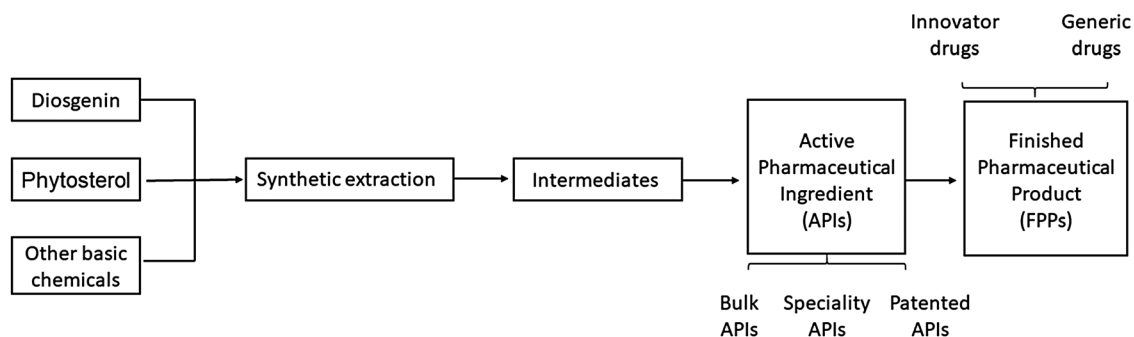 Innovator
drugs
Generic
drugs
Diosgenin
Phytosterol
Other basic
chemicals
Synthetic extraction
Intermediates
Active
Pharmaceutical
Ingredient
(APIs)
Finished
Pharmaceutical
Product
(FPPs)
Bulk
APIs
Speciality
APIs
Patented
APIs